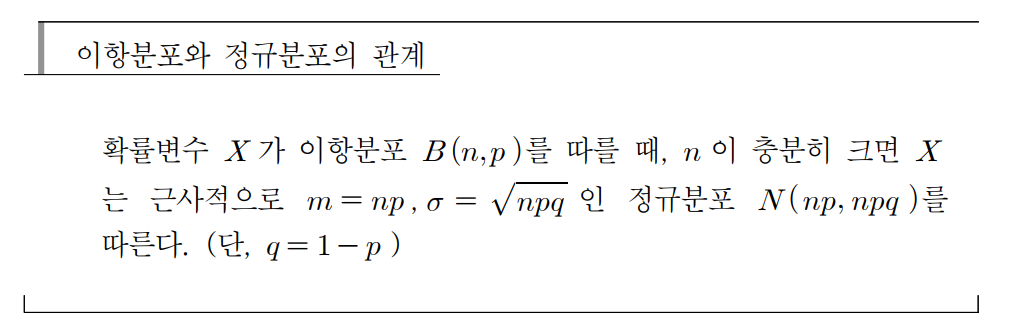 이항분포와 정규분포의 관계
확률변수 X가 이항분포 B(n,p)를 따를 때, n이 충분히 크면 X
는 근사적으로 m = np, σ = √npq 인 정규분포 N(np, npq)를
따른다. (단, q = 1 − p )